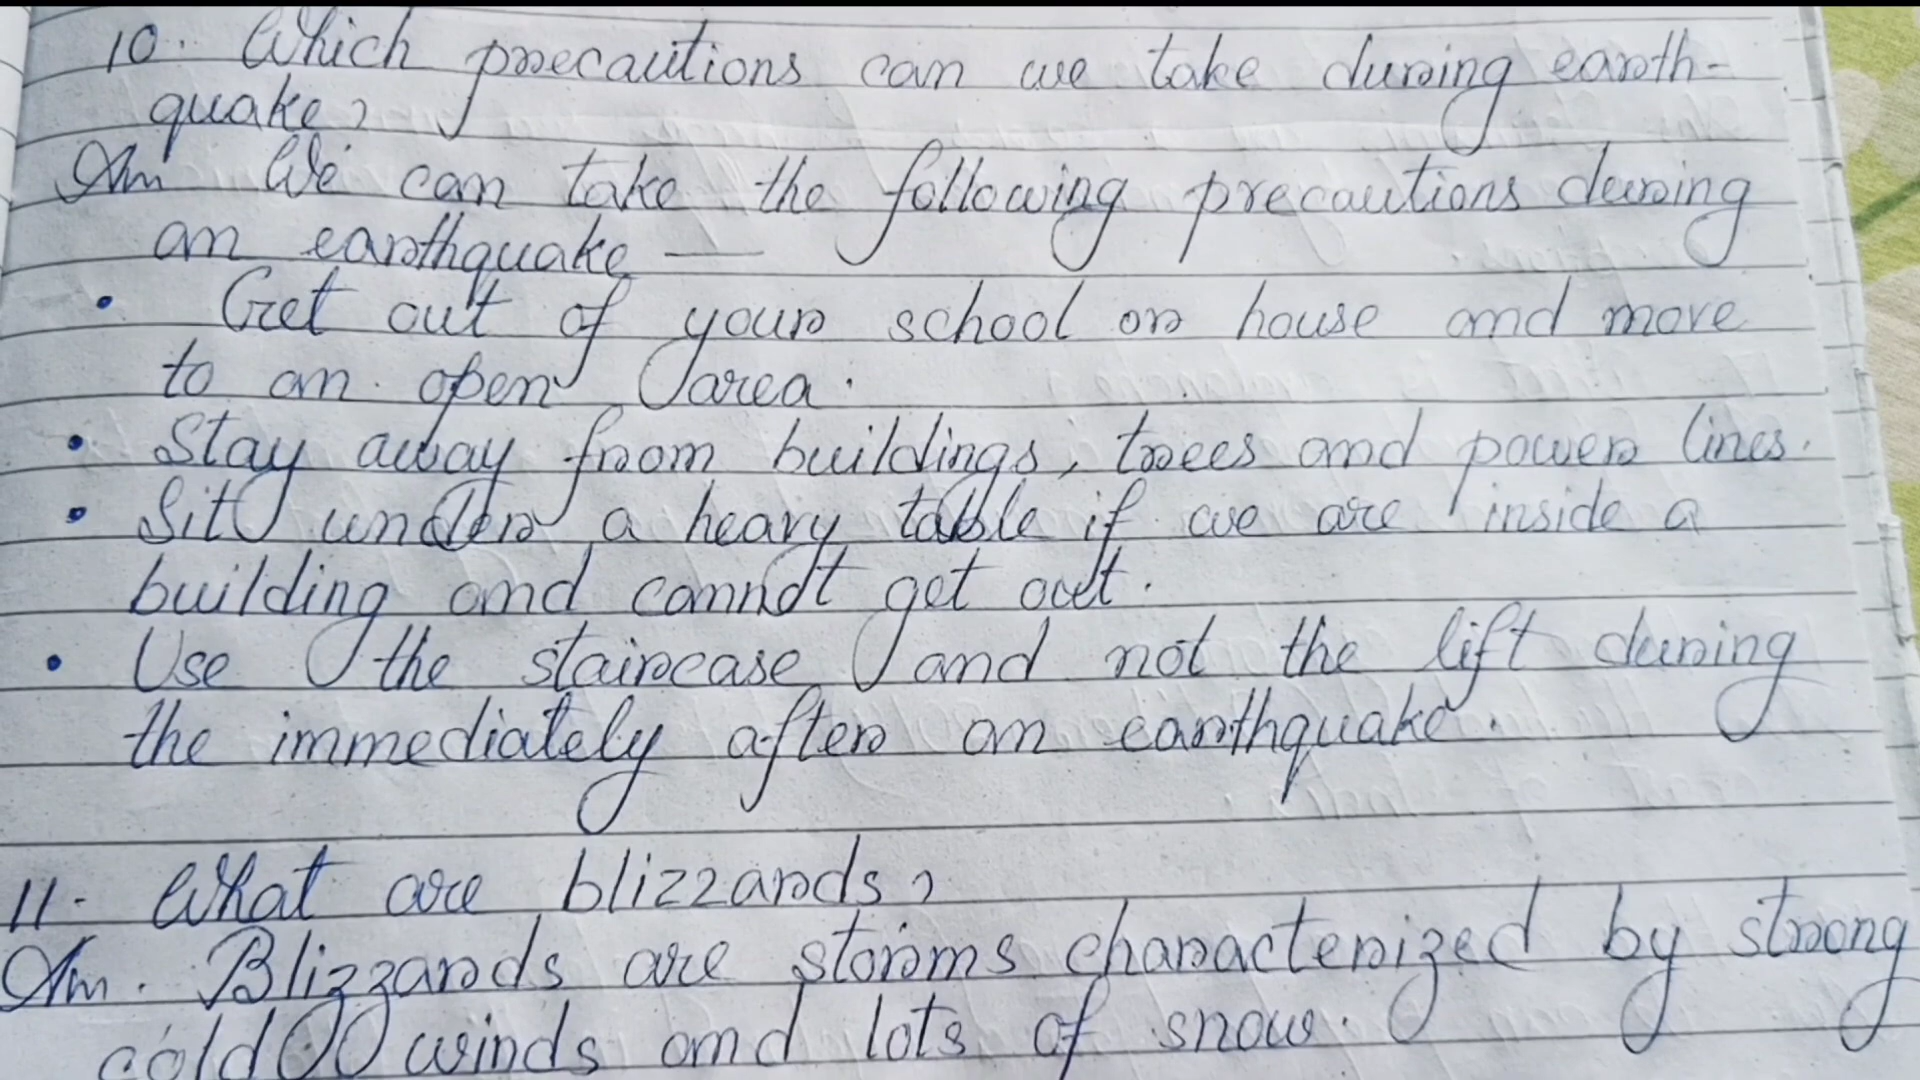 10. Which precautions can we take during earth-
quake?
Ans We can take the following precautions during
an earthquake —
• Get out of your school or house and move
to an open area.
• Stay away from buildings, trees and power lines.
• Sit under a heavy table if we are inside a
building and cannot get out.
• Use the staircase and not the lift during
the immediately after an earthquake.
11. What are blizzards?
Ans. Blizzards are storms characterized by strong
cold winds and lots of snow.